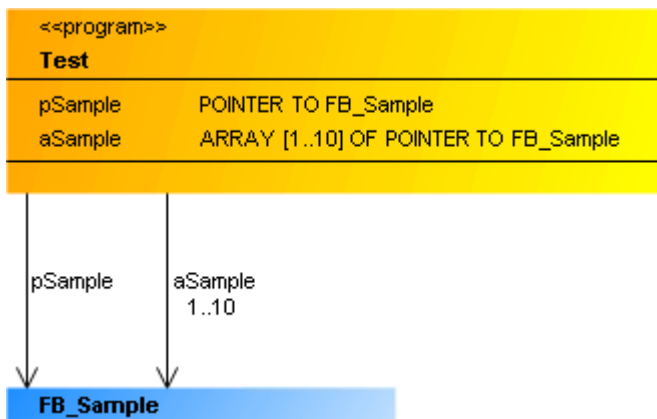 <<program>>
Test
pSample POINTER TO FB_Sample
aSample ARRAY [1..10] OF POINTER TO FB_Sample
pSample aSample
1..10
FB_Sample